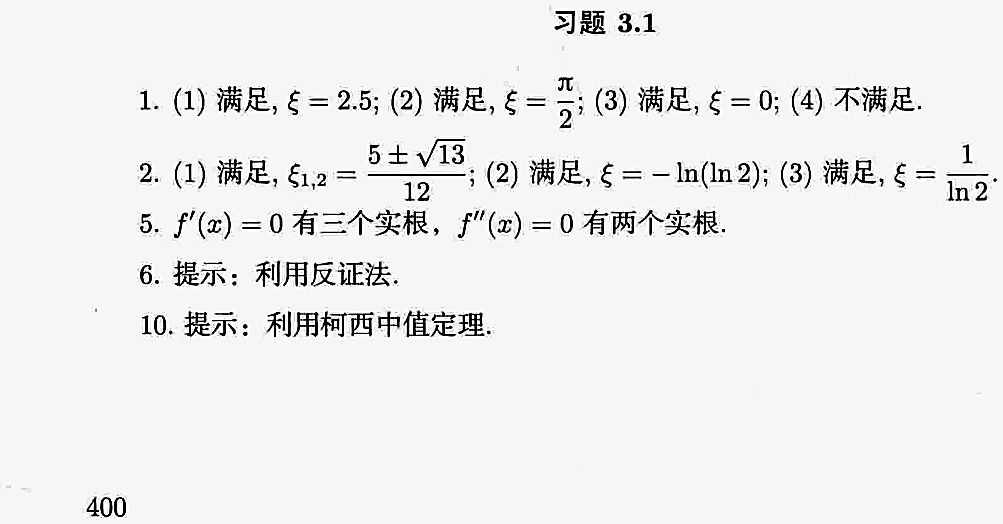 习题 3.1
1. (1) 满足, ξ = 2.5; (2) 满足, ξ = π/2; (3) 满足, ξ = 0; (4) 不满足.
2. (1) 满足, ξ₁,₂ = (5 ± √13)/12; (2) 满足, ξ = − ln(ln 2); (3) 满足, ξ = 1/ln 2.
5. f′(x) = 0 有三个实根，f″(x) = 0 有两个实根.
6. 提示：利用反证法.
10. 提示：利用柯西中值定理.
400